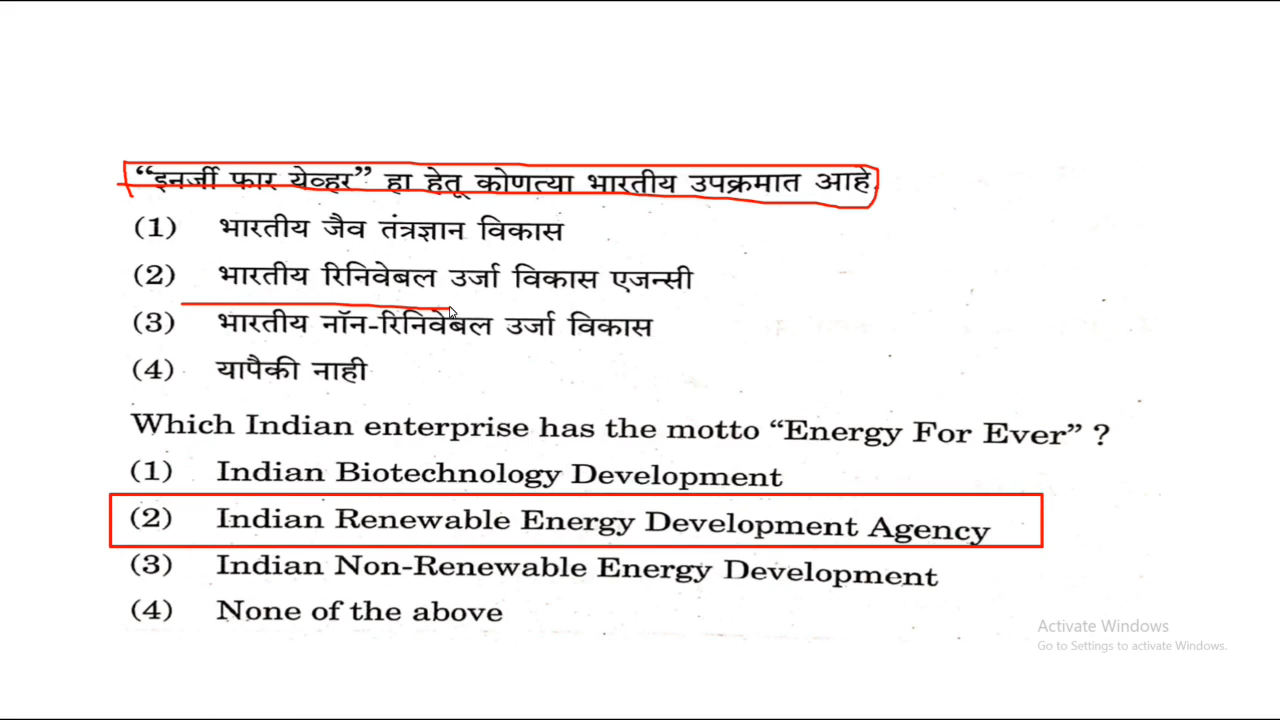 “इनर्जी फार येव्हर” हा हेतू कोणत्या भारतीय उपक्रमात आहे
(1) भारतीय जैव तंत्रज्ञान विकास
(2) भारतीय रिनिवेबल उर्जा विकास एजन्सी
(3) भारतीय नॉन-रिनिवेबल उर्जा विकास
(4) यापैकी नाही
Which Indian enterprise has the motto “Energy For Ever” ?
(1) Indian Biotechnology Development
(2) Indian Renewable Energy Development Agency
(3) Indian Non-Renewable Energy Development
(4) None of the above
Activate Windows
Go to Settings to activate Windows.